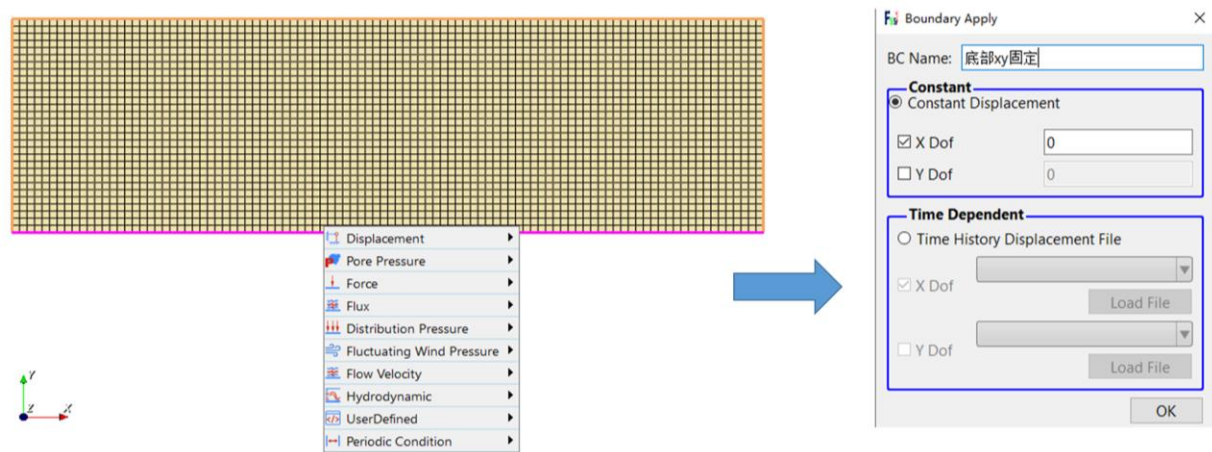 Displacement
Pore Pressure
Force
Flux
Distribution Pressure
Fluctuating Wind Pressure
Flow Velocity
Hydrodynamic
UserDefined
Periodic Condition
Y
Z X
Boundary Apply
BC Name: 底部xy固定
Constant
Constant Displacement
X Dof 0
Y Dof 0
Time Dependent
Time History Displacement File
X Dof
Load File
Y Dof
Load File
OK